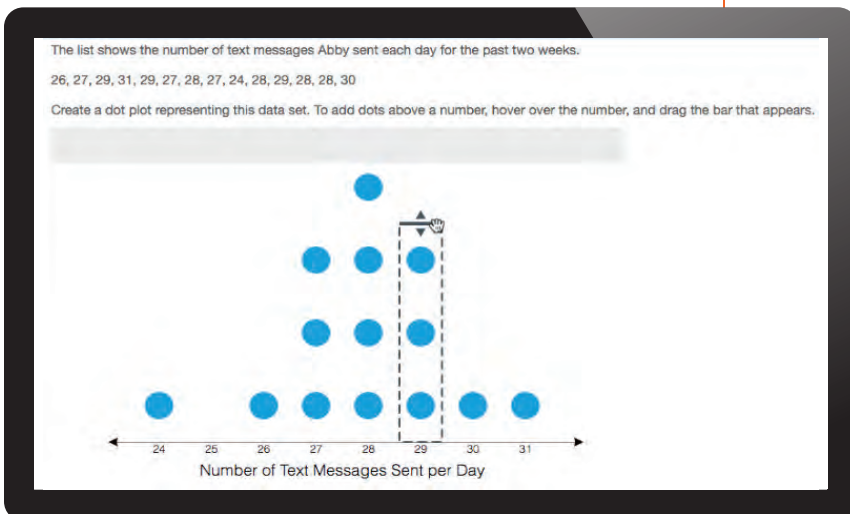 The list shows the number of text messages Abby sent each day for the past two weeks.
26, 27, 29, 31, 29, 27, 28, 27, 24, 28, 29, 28, 28, 30
Create a dot plot representing this data set. To add dots above a number, hover over the number, and drag the bar that appears.
24 25 26 27 28 29 30 31
Number of Text Messages Sent per Day